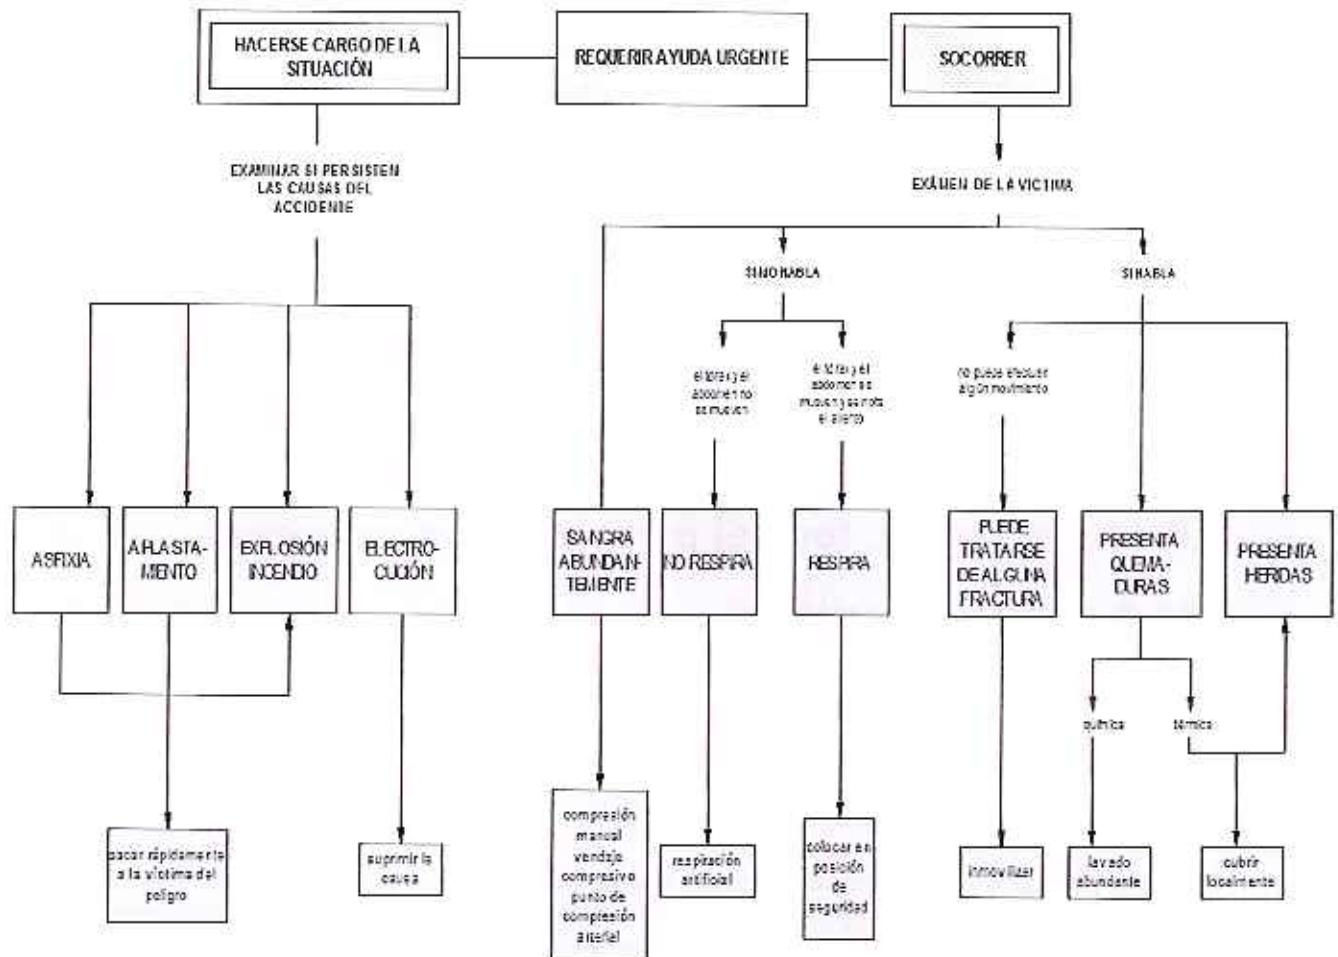 HACERSE CARGO DE LA
SITUACIÓN
REQUERIR AYUDA URGENTE
SOCORRER
EXAMINAR SI PERSISTEN
LAS CAUSAS DEL
ACCIDENTE
EXÁMEN DE LA VICTIMA
SI NO HABLA
SI HABLA
el torax y el
abdomen no
se mueven
el torax y el
abdomen se
mueven y se nota
el aliento
no puede efectuar
algún movimiento
ASFIXIA
APLASTA-
MIENTO
EXPLOSIÓN
INCENDIO
ELECTRO-
CUCIÓN
SANGRA
ABUNDAN-
TEMENTE
NO RESPIRA
RESPIRA
PUEDE
TRATARSE
DE ALGUNA
FRACTURA
PRESENTA
QUEMA-
DURAS
PRESENTA
HERIDAS
química
térmica
sacar rápidamente
a la víctima del
peligro
suprimir la
causa
compresión
manual
vendaje
compresivo
punto de
compresión
arterial
respiración
artificial
colocar en
posición
de
seguridad
inmovilizar
lavado
abundante
cubrir
localmente